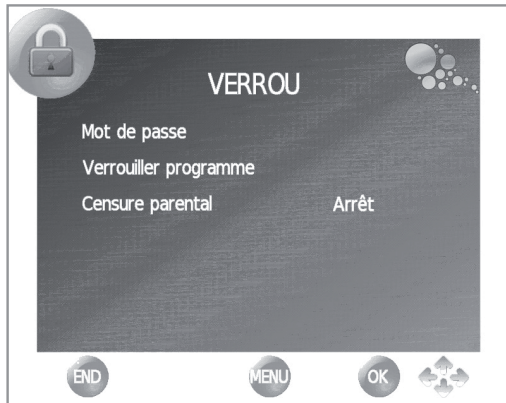 VERROU
Mot de passe
Verrouiller programme
Censure parental Arrêt
END MENU OK